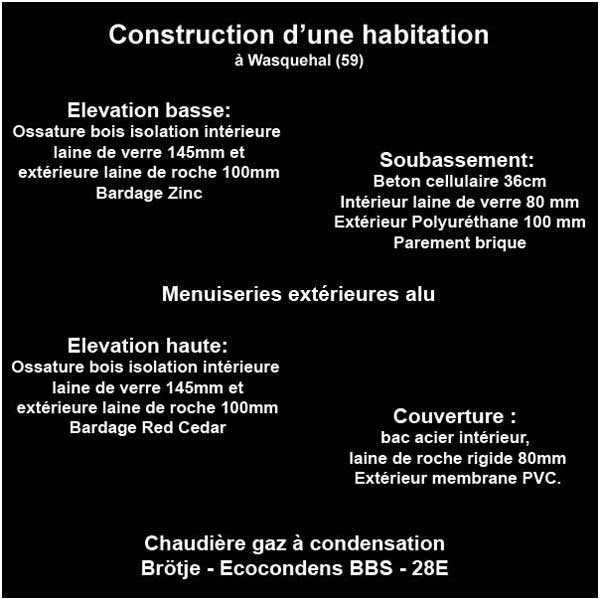 Construction d’une habitation
à Wasquehal (59)
Elevation basse:
Ossature bois isolation intérieure
laine de verre 145mm et
extérieure laine de roche 100mm
Bardage Zinc
Soubassement:
Beton cellulaire 36cm
Intérieur laine de verre 80 mm
Extérieur Polyuréthane 100 mm
Parement brique
Menuiseries extérieures alu
Elevation haute:
Ossature bois isolation intérieure
laine de verre 145mm et
extérieure laine de roche 100mm
Bardage Red Cedar
Couverture :
bac acier intérieur,
laine de roche rigide 80mm
Extérieur membrane PVC.
Chaudière gaz à condensation
Brötje - Ecocondens BBS - 28E